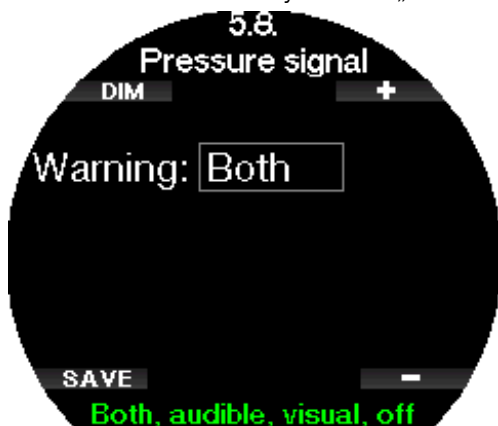 5.8.
Pressure signal
DIM +
Warning: Both
SAVE -
Both, audible, visual, off